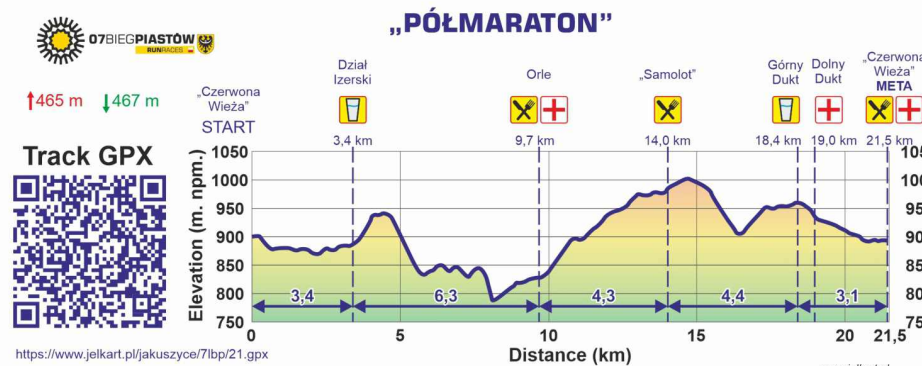 „PÓŁMARATON”
07BIEGPIASTÓW
RUNRACES
465 m 467 m
„Czerwona
Wieża”
START
Dział
Izerski
Orle
„Samolot”
Górny
Dukt
Dolny
Dukt
„Czerwona
Wieża”
META
3,4 km 9,7 km 14,0 km 18,4 km 19,0 km 21,5 km
Track GPX
https://www.jelkart.pl/jakuszyce/7lbp/21.gpx
Elevation (m. npm.)
1050
1000
950
900
850
800
750
3,4 6,3 4,3 4,4 3,1
0 5 10 15 20 21,5
Distance (km)